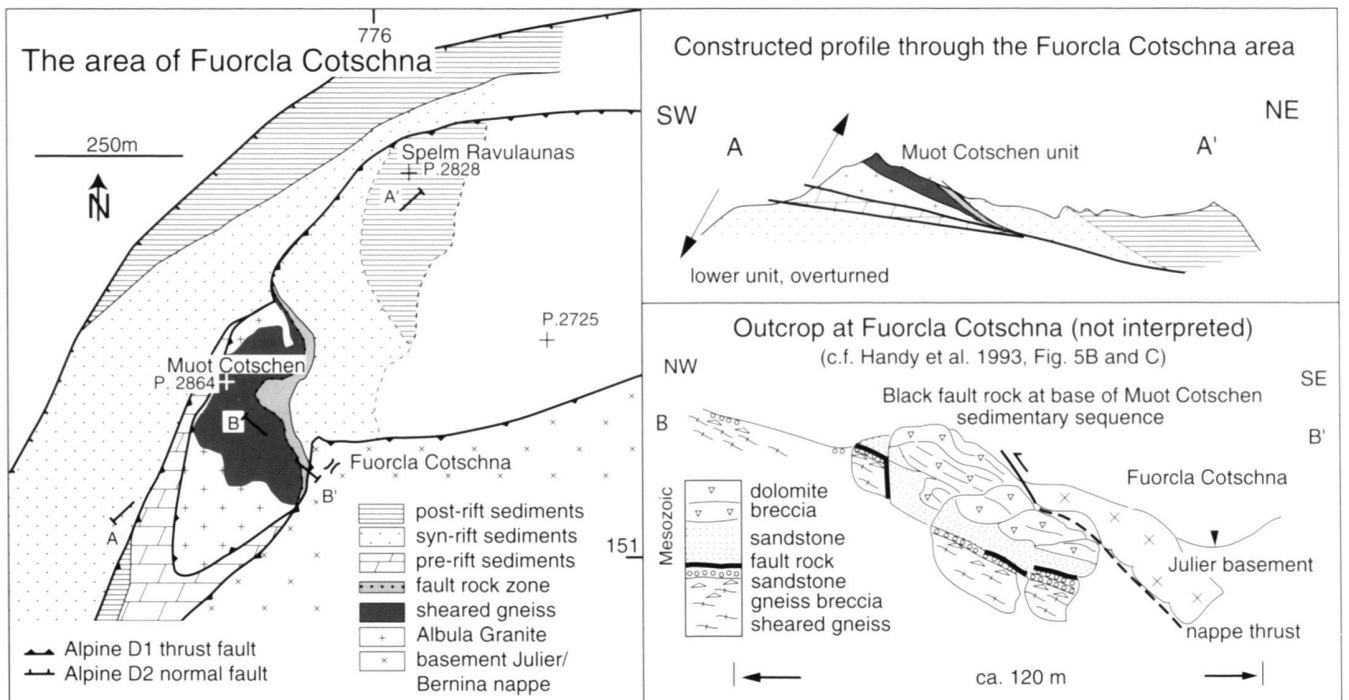 The area of Fuorcla Cotschna
776
250m
N
Spelm Ravulaunas
P.2828
A'
P.2725
Muot Cotschen
P. 2864
B
Fuorcla Cotschna
B'
A
151
post-rift sediments
syn-rift sediments
pre-rift sediments
fault rock zone
sheared gneiss
Albula Granite
basement Julier/
Bernina nappe
Alpine D1 thrust fault
Alpine D2 normal fault
Constructed profile through the Fuorcla Cotschna area
SW
NE
A
Muot Cotschen unit
A'
lower unit, overturned
Outcrop at Fuorcla Cotschna (not interpreted)
(c.f. Handy et al. 1993, Fig. 5B and C)
NW
SE
Black fault rock at base of Muot Cotschen
sedimentary sequence
B
B'
Fuorcla Cotschna
Mesozoic
dolomite
breccia
sandstone
fault rock
sandstone
gneiss breccia
sheared gneiss
Julier basement
nappe thrust
ca. 120 m